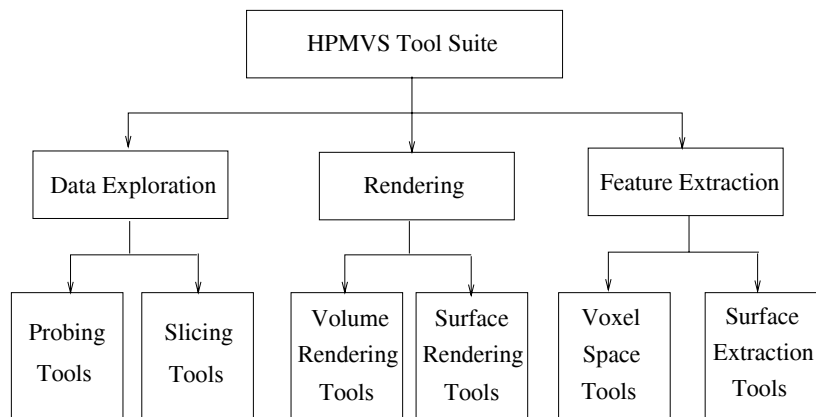 HPMVS Tool Suite
Data Exploration
Rendering
Feature Extraction
Probing
Tools
Slicing
Tools
Volume
Rendering
Tools
Surface
Rendering
Tools
Voxel
Space
Tools
Surface
Extraction
Tools